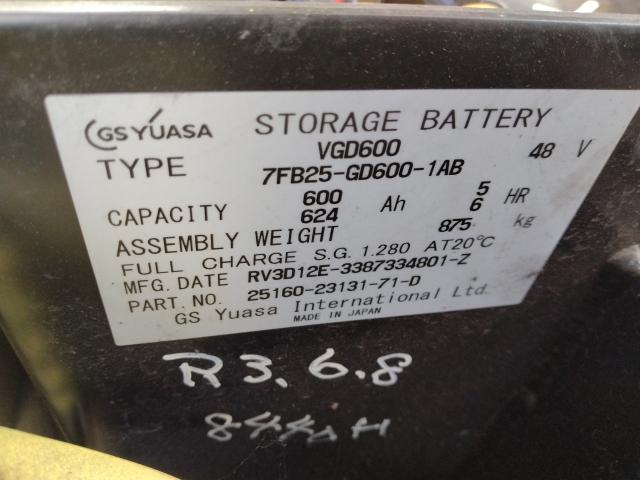 GS YUASA STORAGE BATTERY
VGD600 48 V
TYPE 7FB25-GD600-1AB
600 5
CAPACITY Ah HR
624 6
ASSEMBLY WEIGHT 875 kg
FULL CHARGE S.G. 1.280 AT20℃
MFG. DATE RV3D12E-3387334801-Z
PART. NO. 25160-23131-71-D
GS Yuasa International Ltd.
MADE IN JAPAN
R3.6.8